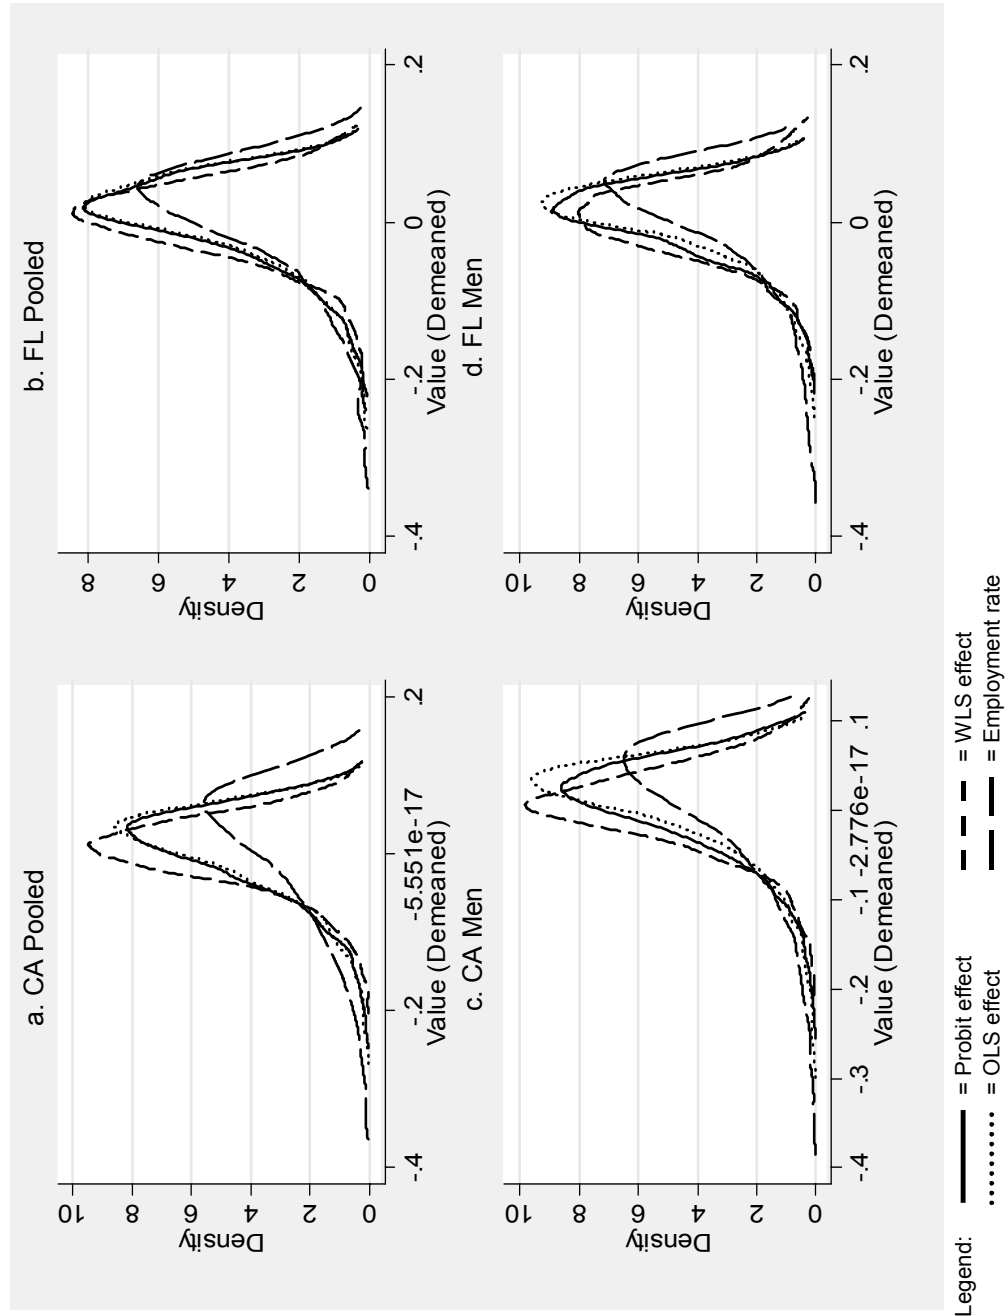 a. CA Pooled
Density
0 2 4 6 8 10
-.4 -.2 -5.551e-17 .2
Value (Demeaned)
b. FL Pooled
Density
0 2 4 6 8
-.4 -.2 0 .2
Value (Demeaned)
c. CA Men
Density
0 2 4 6 8 10
-.4 -.3 -.2 -.1 -2.776e-17 .1
Value (Demeaned)
d. FL Men
Density
0 2 4 6 8 10
-.4 -.2 0 .2
Value (Demeaned)
Legend:
= Probit effect = WLS effect
= OLS effect = Employment rate